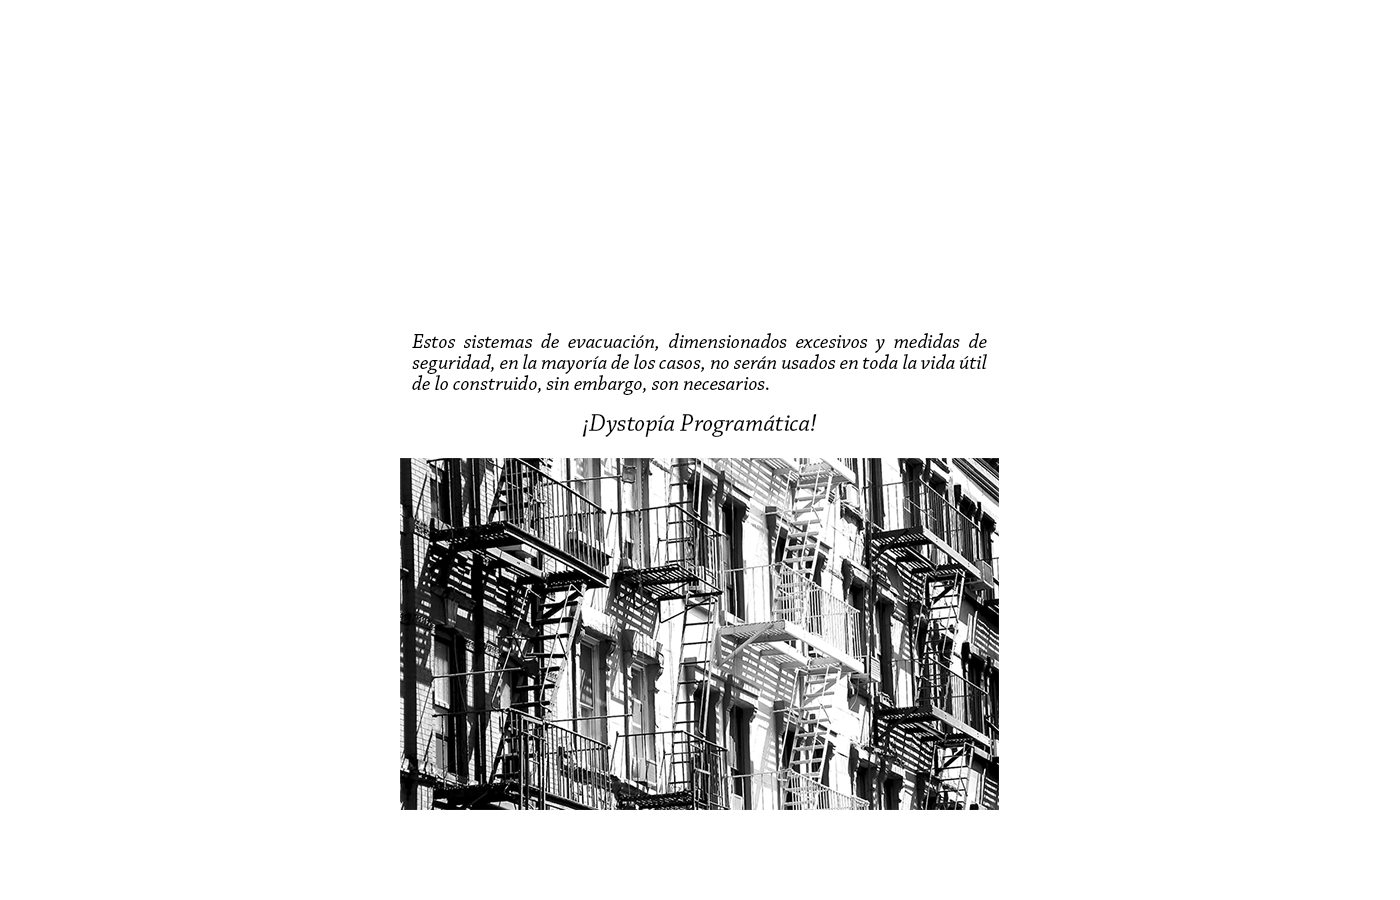 Estos sistemas de evacuación, dimensionados excesivos y medidas de
seguridad, en la mayoría de los casos, no serán usados en toda la vida útil
de lo construido, sin embargo, son necesarios.
¡Dystopía Programática!